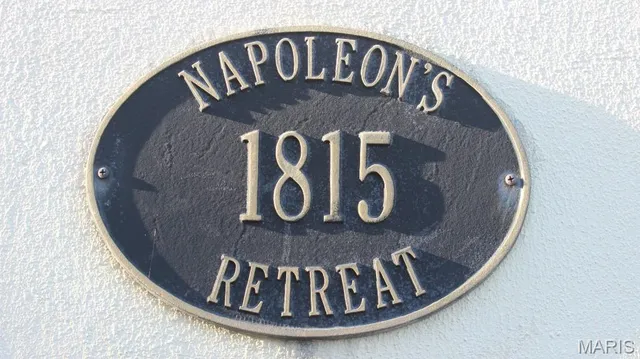 NAPOLEON'S
1815
RETREAT
MARIS